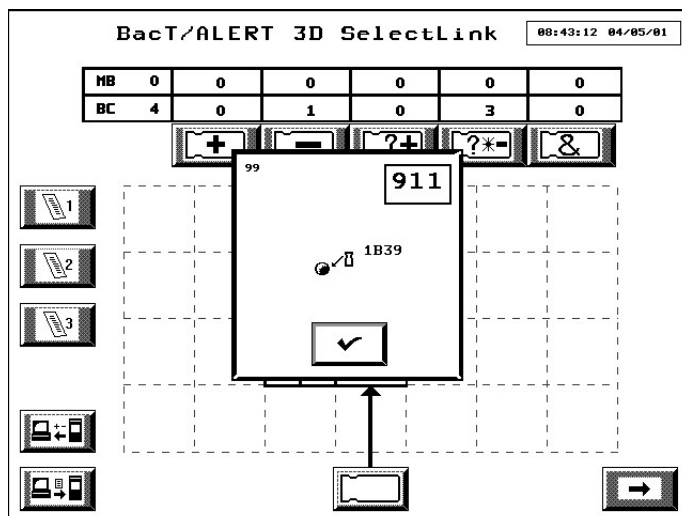 BacT/ALERT 3D SelectLink
08:43:12 04/05/01
MB 0 0 0 0 0 0
BC 4 0 1 0 3 0
+ − ?+ ?*- &
99
911
1
1B39
2
3
+-